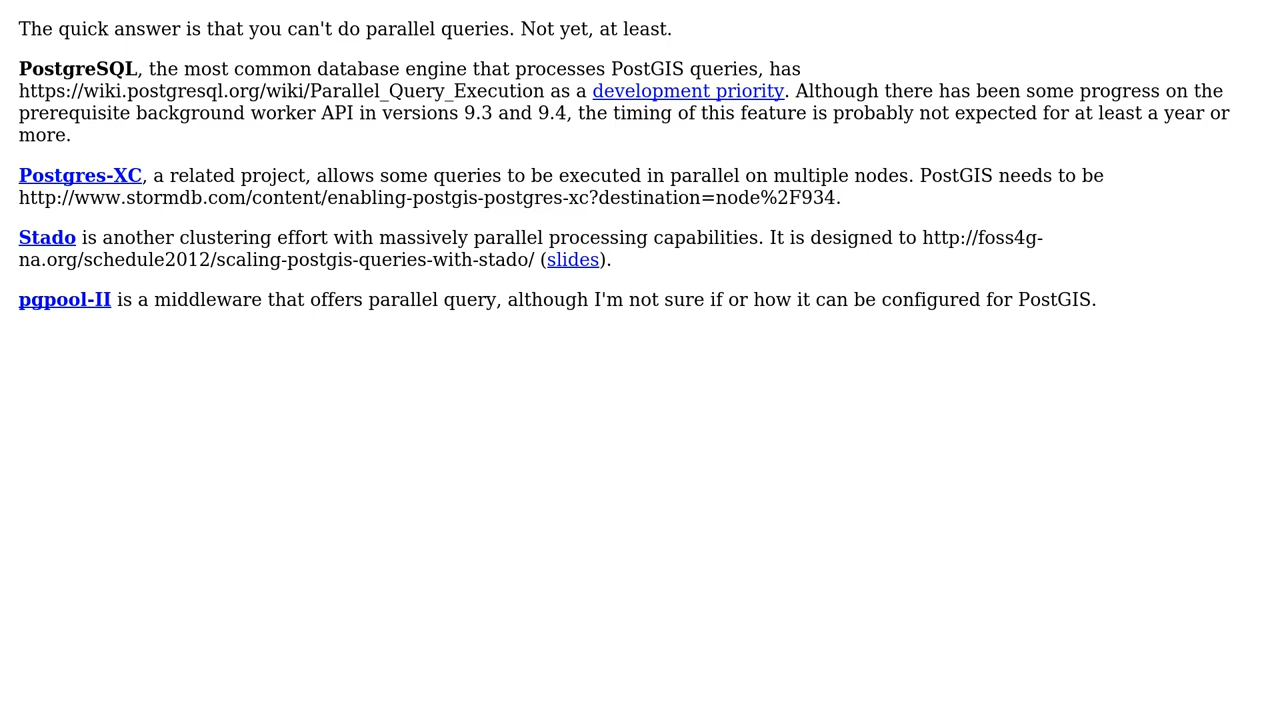 The quick answer is that you can't do parallel queries. Not yet, at least.
PostgreSQL, the most common database engine that processes PostGIS queries, has
https://wiki.postgresql.org/wiki/Parallel_Query_Execution as a development priority. Although there has been some progress on the
prerequisite background worker API in versions 9.3 and 9.4, the timing of this feature is probably not expected for at least a year or
more.
Postgres-XC, a related project, allows some queries to be executed in parallel on multiple nodes. PostGIS needs to be
http://www.stormdb.com/content/enabling-postgis-postgres-xc?destination=node%2F934.
Stado is another clustering effort with massively parallel processing capabilities. It is designed to http://foss4g-
na.org/schedule2012/scaling-postgis-queries-with-stado/ (slides).
pgpool-II is a middleware that offers parallel query, although I'm not sure if or how it can be configured for PostGIS.